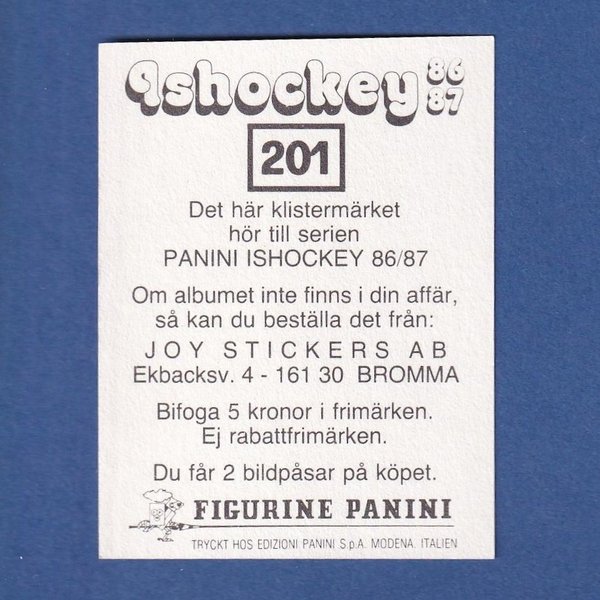 Ishockey 86
87
201
Det här klistermärket
hör till serien
PANINI ISHOCKEY 86/87
Om albumet inte finns i din affär,
så kan du beställa det från:
JOY STICKERS AB
Ekbacksv. 4 - 161 30 BROMMA
Bifoga 5 kronor i frimärken.
Ej rabattfrimärken.
Du får 2 bildpåsar på köpet.
FIGURINE PANINI
TRYCKT HOS EDIZIONI PANINI S.p.A. MODENA. ITALIEN